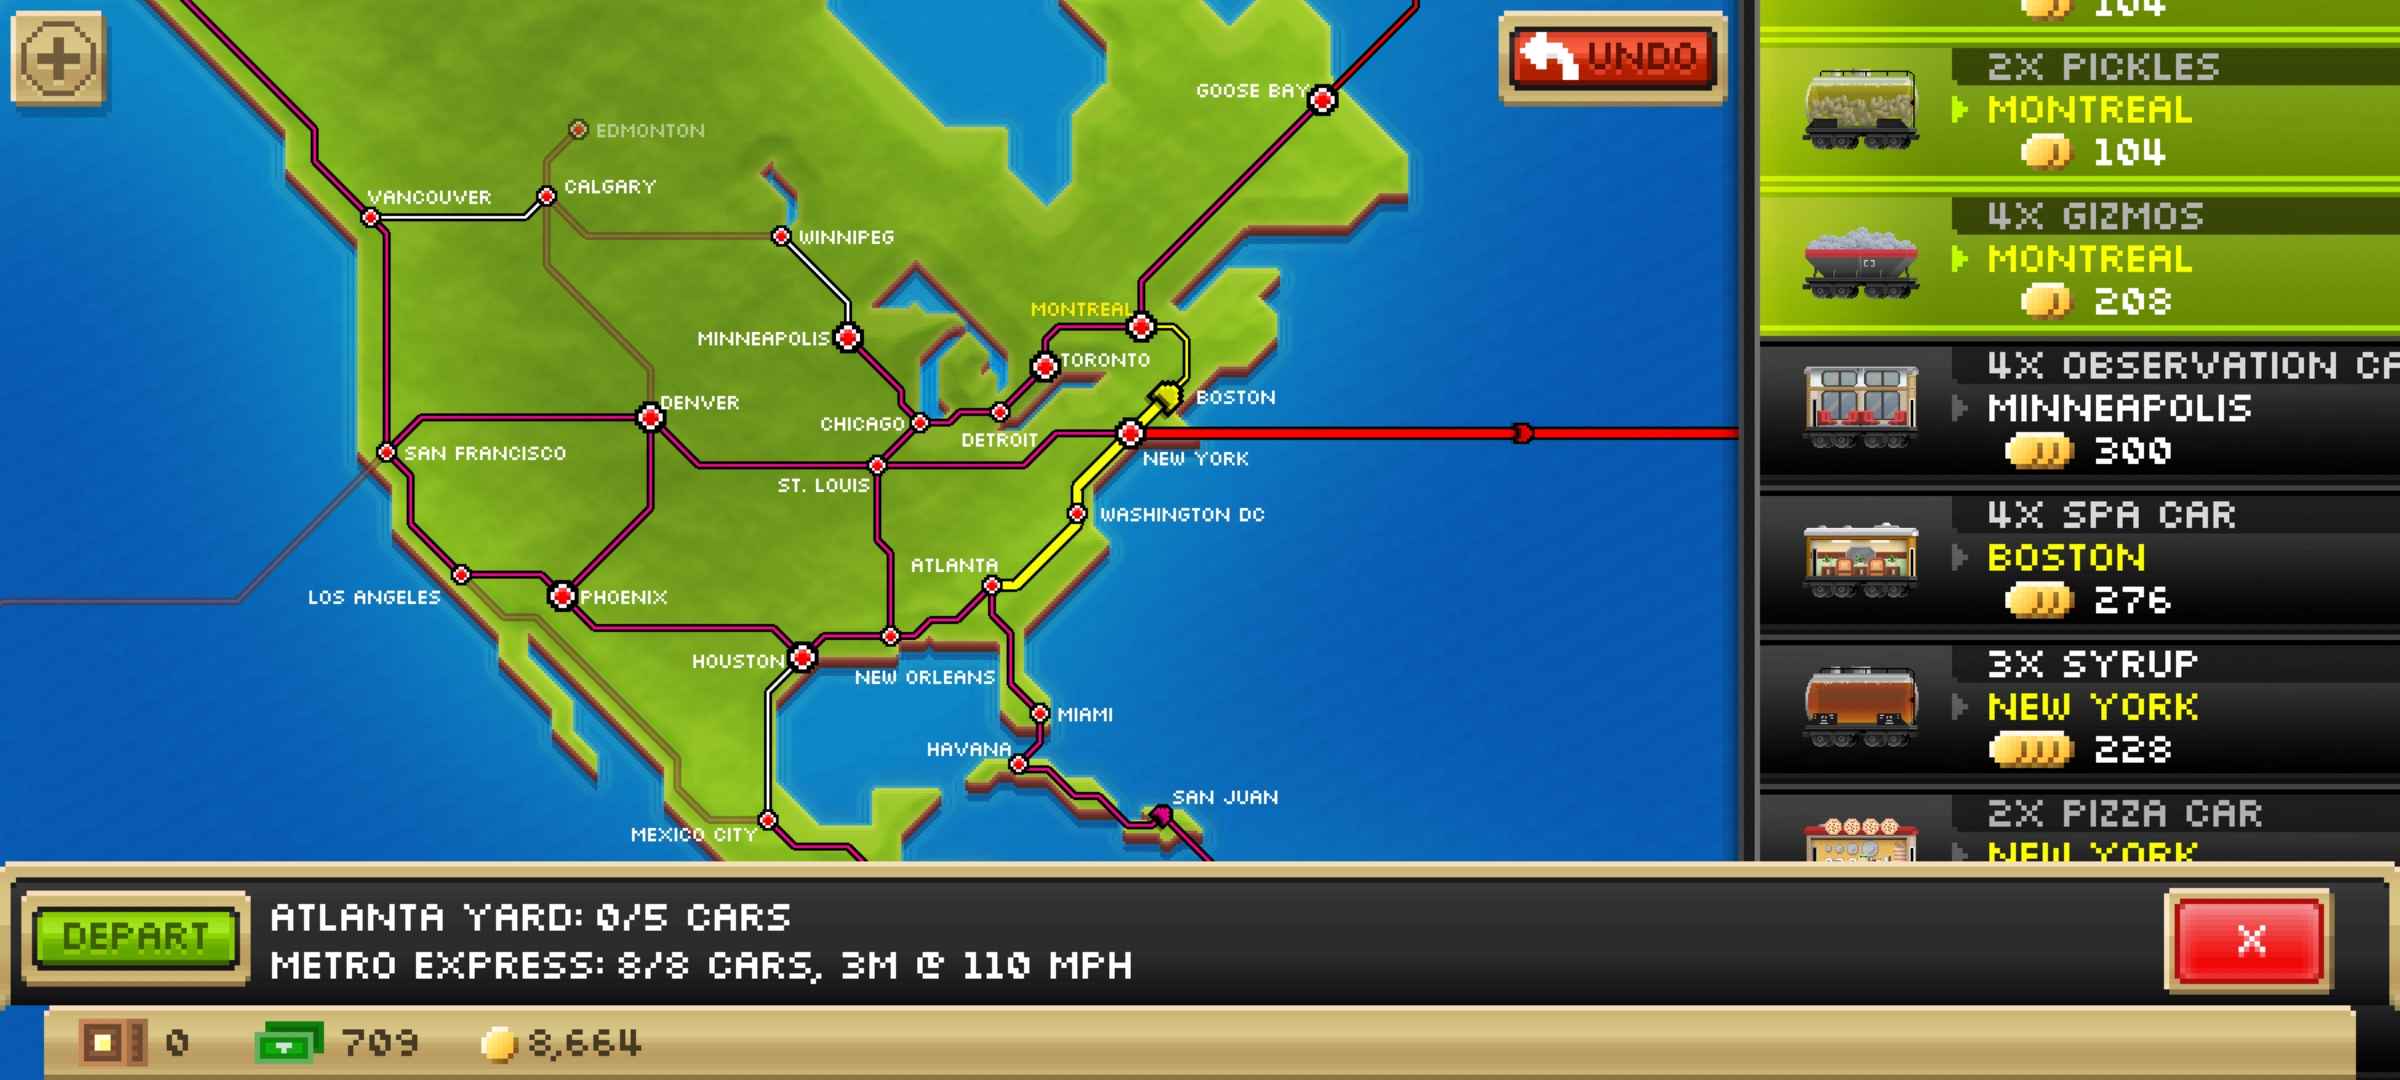 104
UNDO
2X PICKLES
MONTREAL
104
GOOSE BAY
EDMONTON
CALGARY
VANCOUVER
4X GIZMOS
MONTREAL
208
WINNIPEG
MONTREAL
MINNEAPOLIS
TORONTO
4X OBSERVATION CA
MINNEAPOLIS
300
BOSTON
DENVER
CHICAGO
DETROIT
SAN FRANCISCO
NEW YORK
ST. LOUIS
WASHINGTON DC
4X SPA CAR
BOSTON
276
ATLANTA
LOS ANGELES
PHOENIX
HOUSTON
NEW ORLEANS
3X SYRUP
NEW YORK
228
MIAMI
HAVANA
SAN JUAN
MEXICO CITY
2X PIZZA CAR
NEW YORK
DEPART
ATLANTA YARD: 0/5 CARS
METRO EXPRESS: 8/8 CARS, 3M @ 110 MPH
X
0
709
8,664